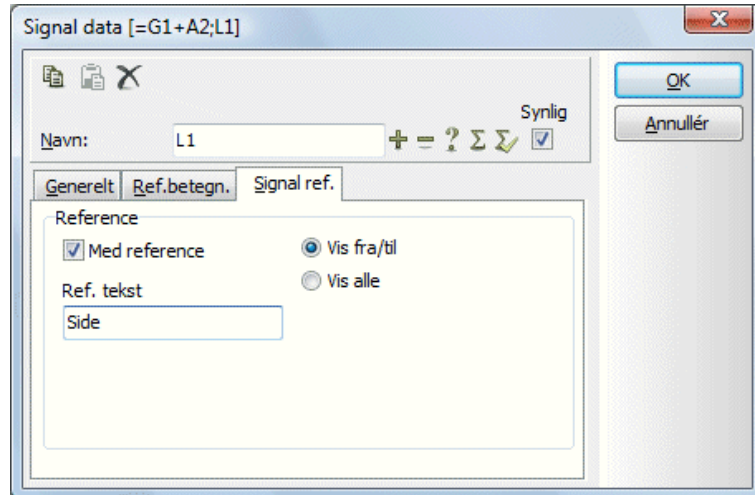 Signal data [=G1+A2;L1]
OK
Annullér
Synlig
Navn: L1
Generelt Ref.betegn. Signal ref.
Reference
Med reference Vis fra/til
Vis alle
Ref. tekst
Side